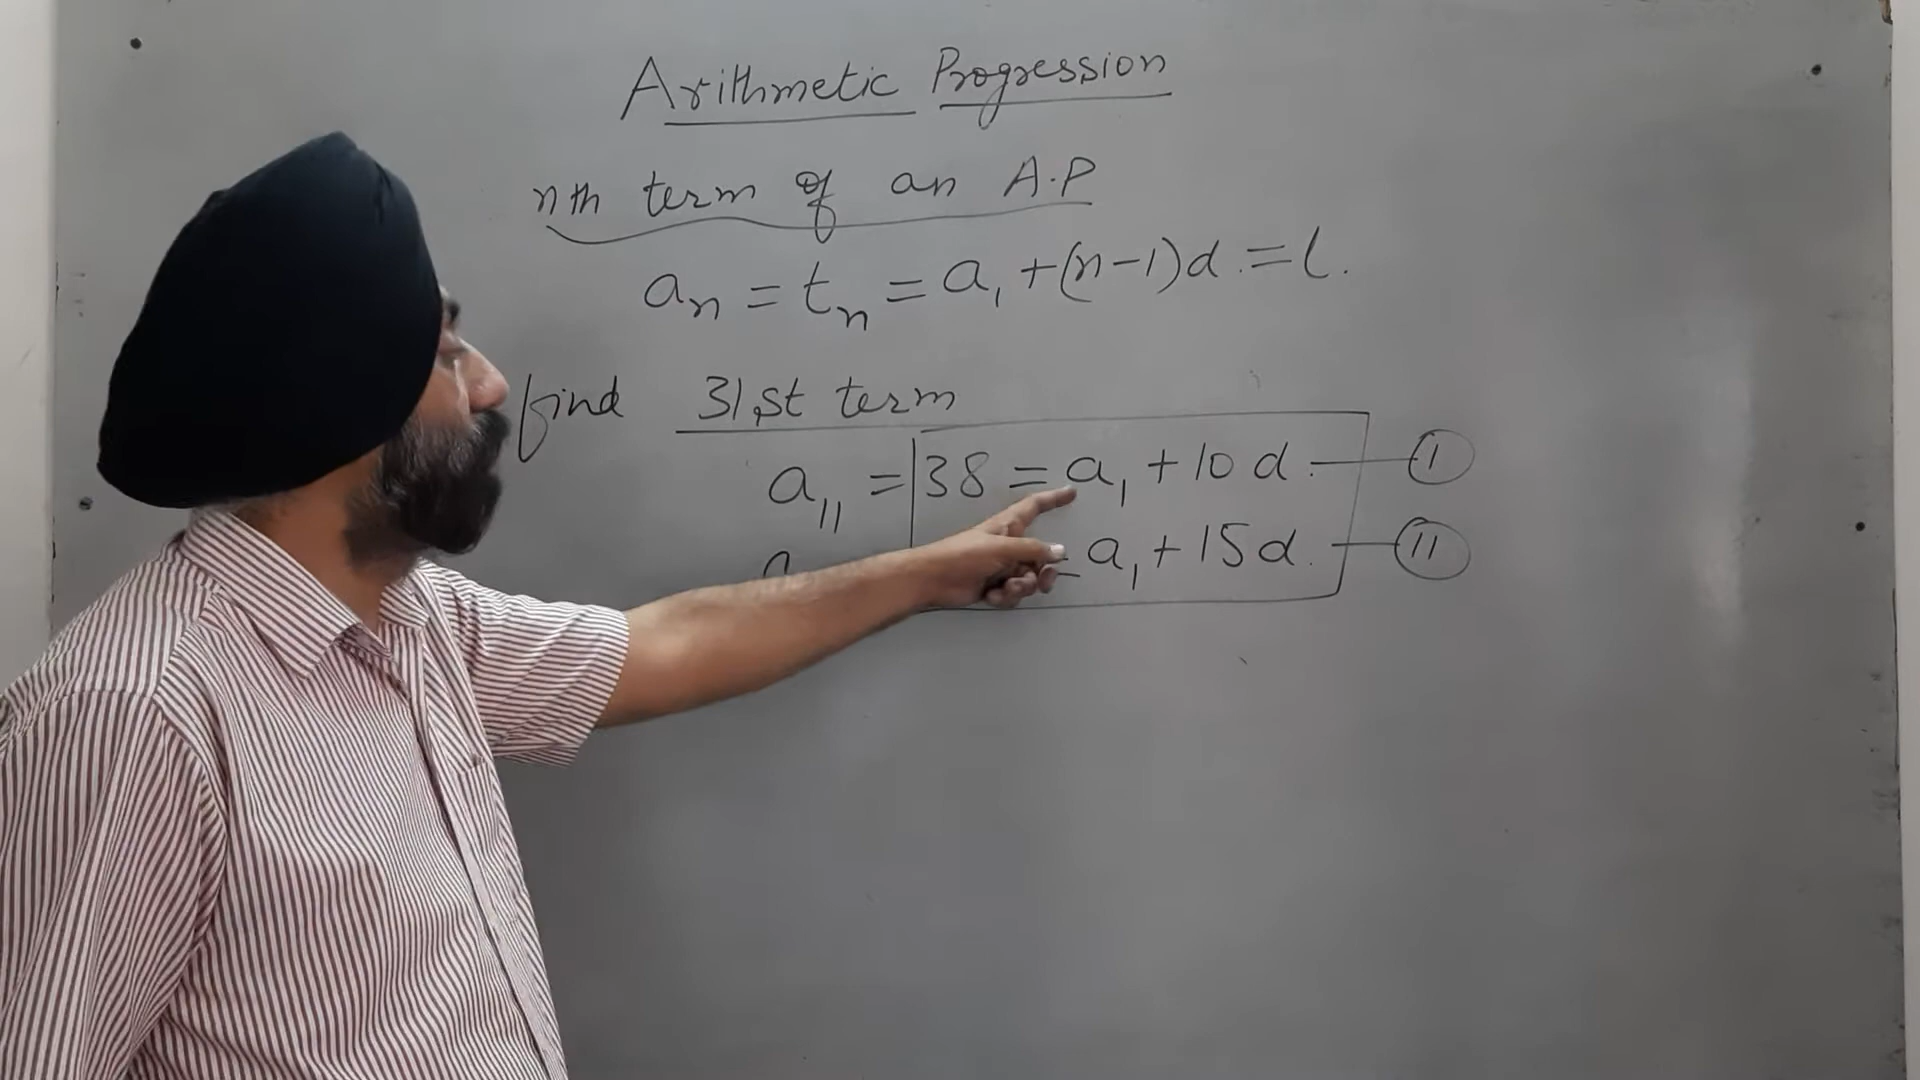 Arithmetic Progression
nth term of an A.P
aₙ = tₙ = a₁ + (n-1)d = l.
find 31st term
a₁₁ = 38 = a₁ + 10d. I
= a₁ + 15d. II